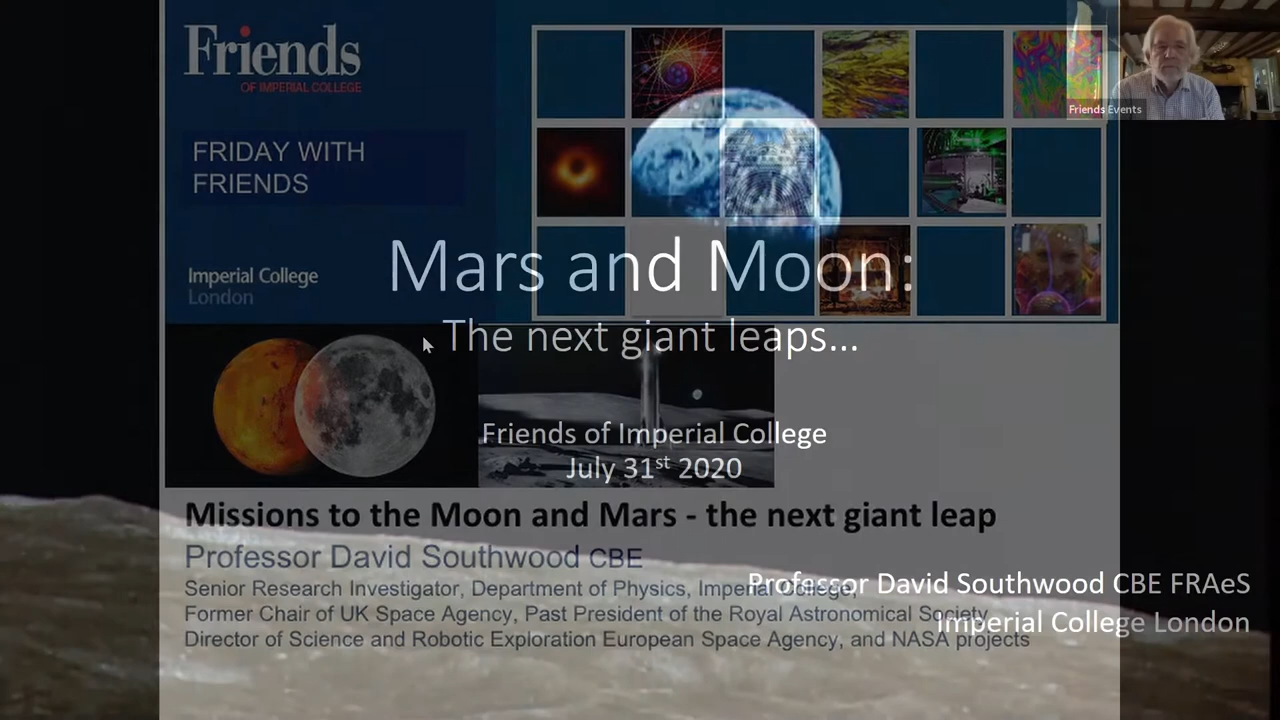 Friends
OF IMPERIAL COLLEGE
Friends Events
FRIDAY WITH
FRIENDS
Imperial College
London
Mars and Moon:
The next giant leaps...
Friends of Imperial College
July 31st 2020
Missions to the Moon and Mars - the next giant leap
Professor David Southwood CBE
Senior Research Investigator, Department of Physics, Imperial College,
Former Chair of UK Space Agency, Past President of the Royal Astronomical Society
Director of Science and Robotic Exploration European Space Agency, and NASA projects
Professor David Southwood CBE FRAeS
Imperial College London